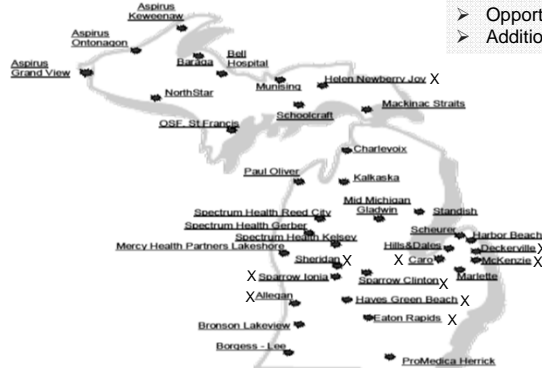 Aspirus
Keweenaw
➢ Opport
➢ Additio
Aspirus
Ontonagon
Bell
Hospital
Baraga
Aspirus
Grand View
Munising
Helen Newberry Joy X
NorthStar
Mackinac Straits
Schoolcraft
OSF, St Francis
Charlevoix
Paul Oliver
Kalkaska
Mid Michigan
Gladwin
Spectrum Health Reed City
Standish
Spectrum Health Gerber
Scheurer
Harbor Beach
Spectrum Health Kelsey
Hills&Dales
Deckerville X
Mercy Health Partners Lakeshore
Sheridan X
X Caro
McKenzie X
X Sparrow Ionia
Sparrow Clinton X
Marlette
X Allegan
Hayes Green Beach X
Bronson Lakeview
Eaton Rapids X
Borgess - Lee
ProMedica Herrick